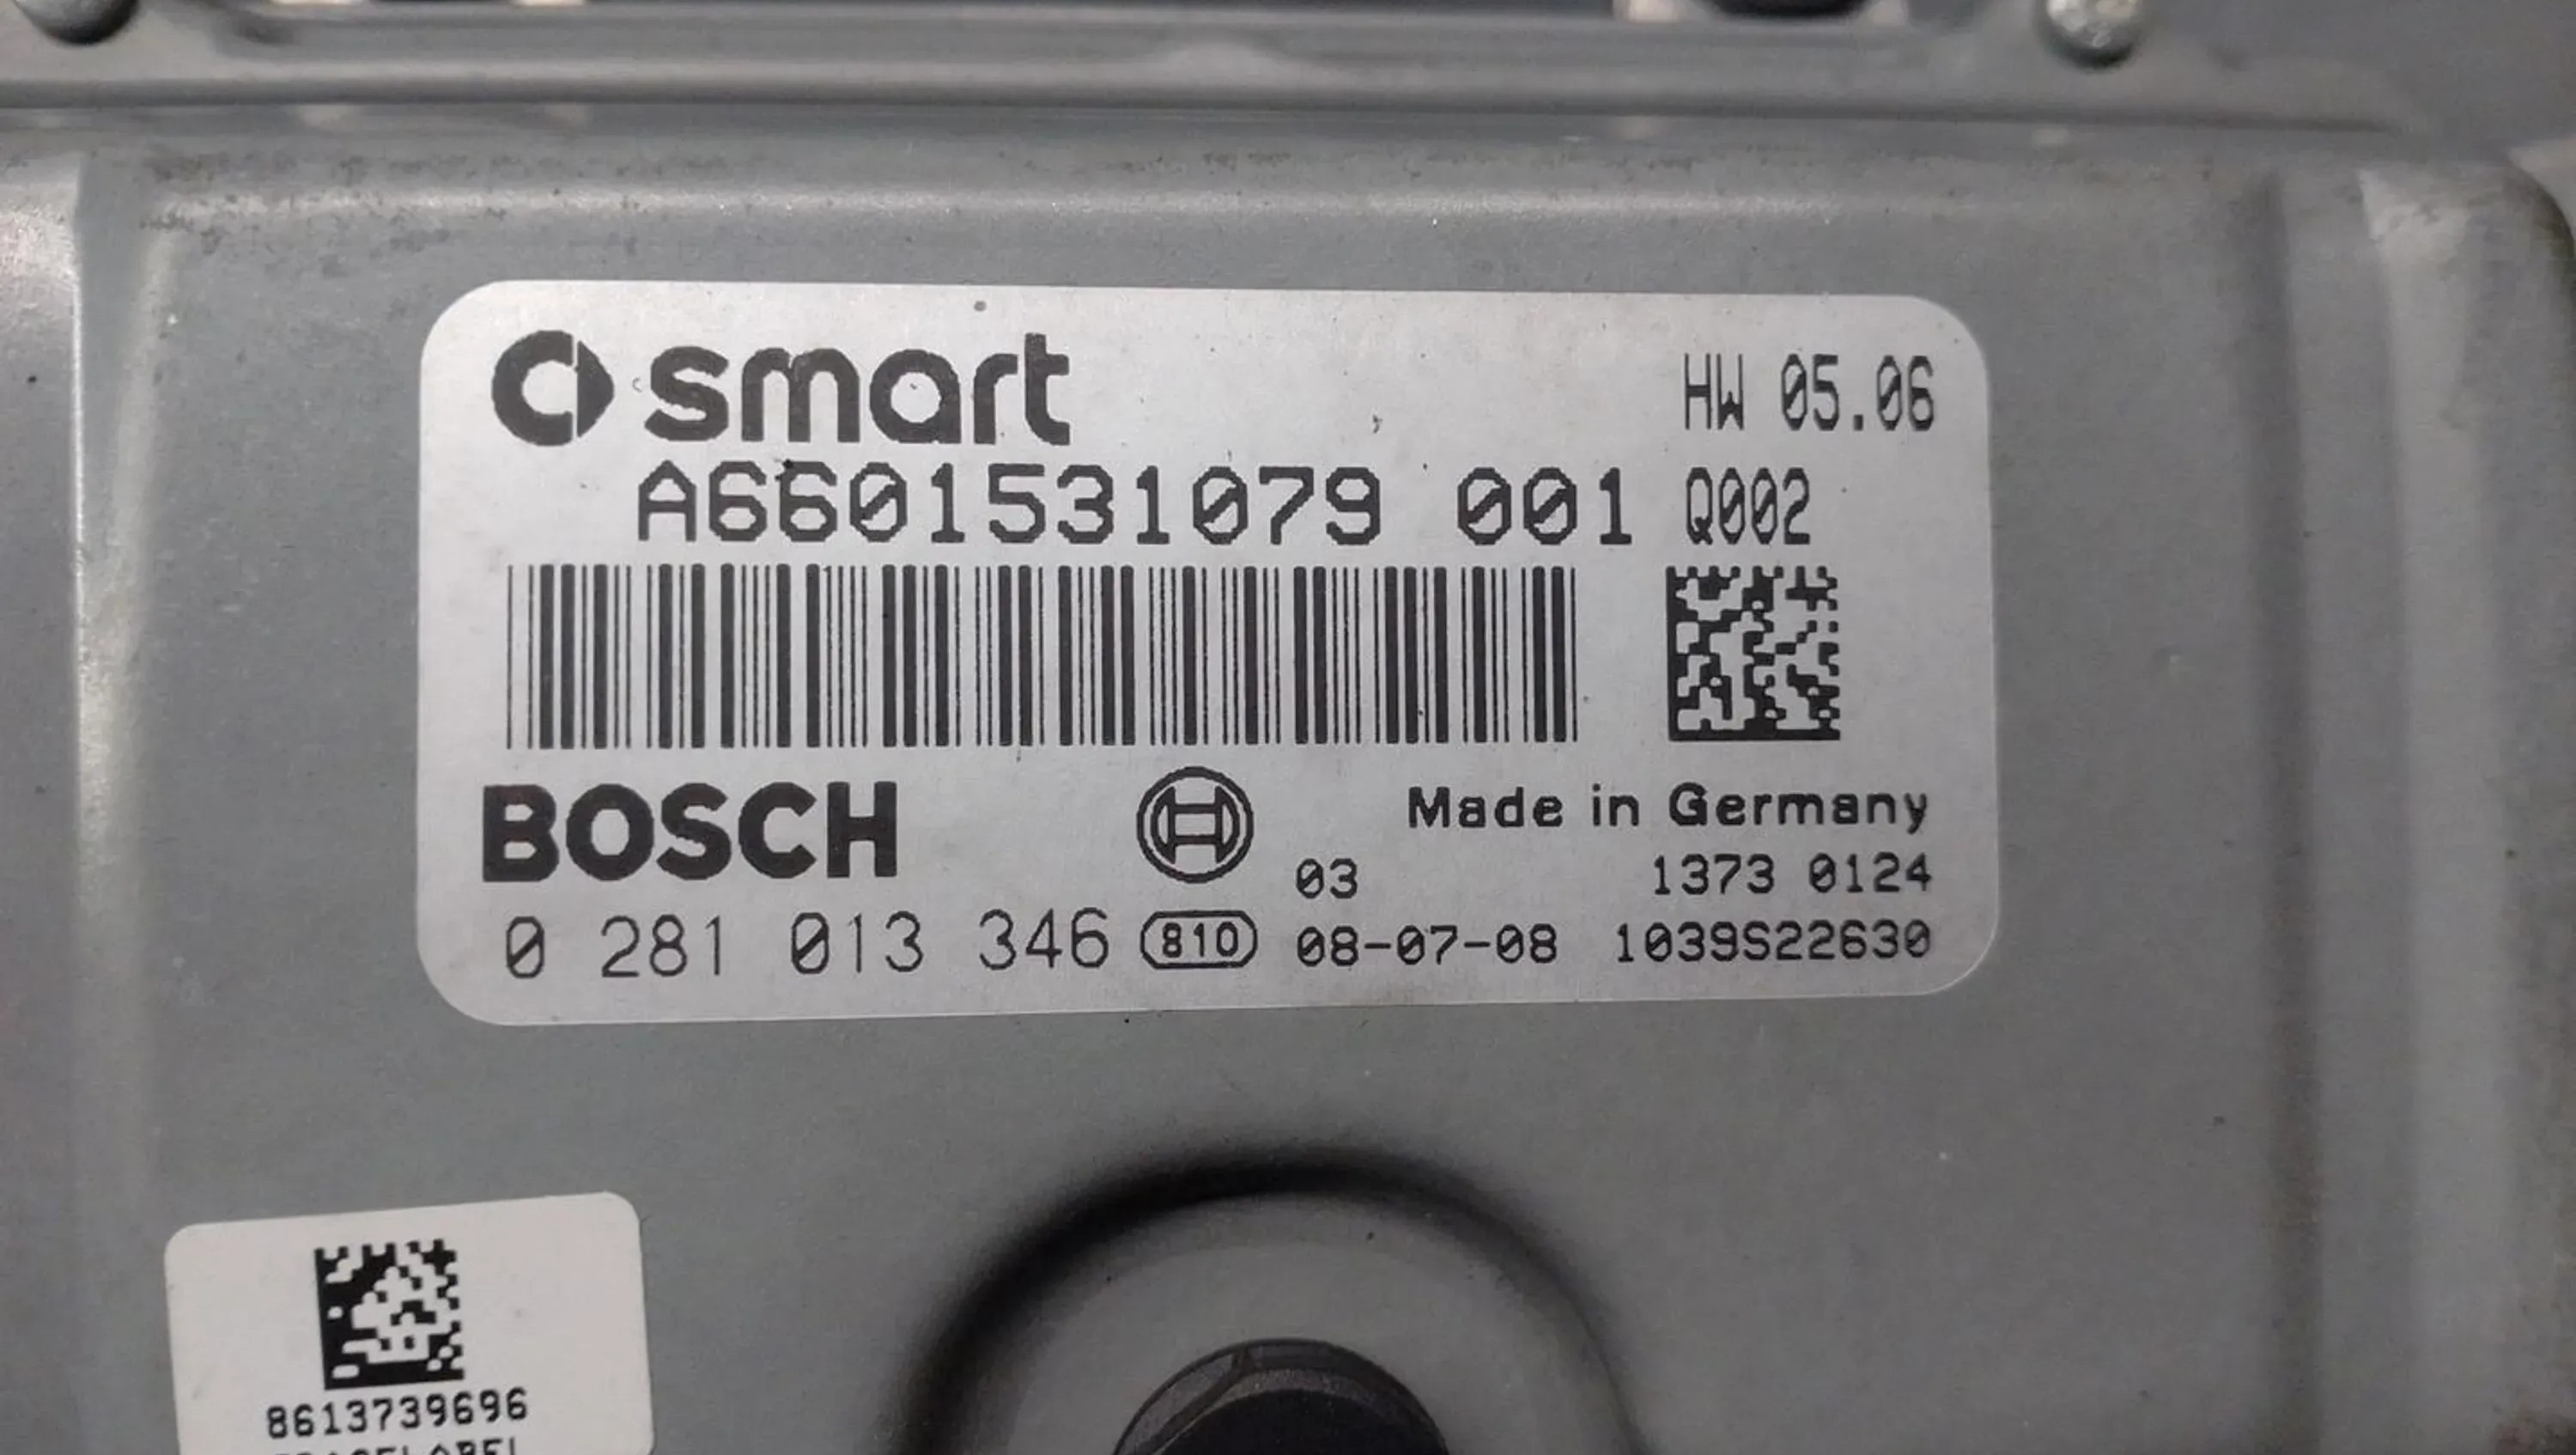 smart HW 05.06
A6601531079 001 Q002
BOSCH Made in Germany
03 1373 0124
0 281 013 346 810 08-07-08 1039S22630
8613739696